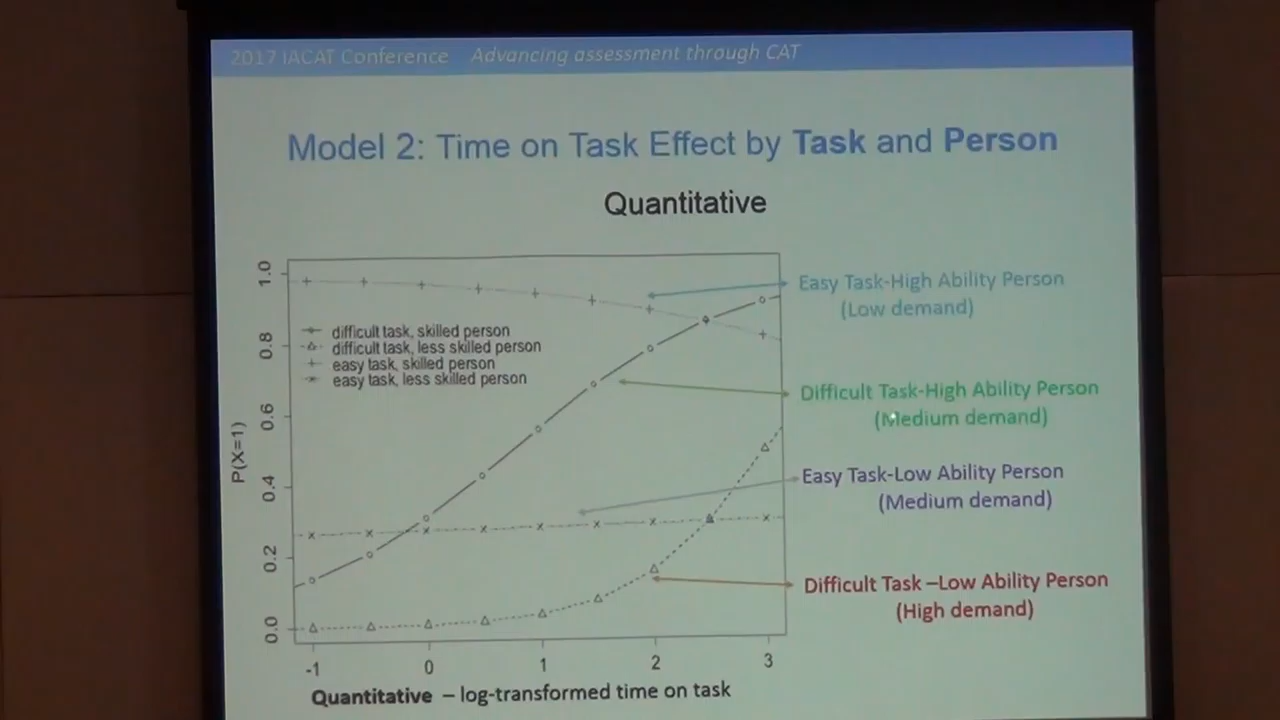 2017 IACAT Conference Advancing assessment through CAT
Model 2: Time on Task Effect by Task and Person
Quantitative
P(X=1)
1.0
0.8
0.6
0.4
0.2
0.0
difficult task, skilled person
difficult task, less skilled person
easy task, skilled person
easy task, less skilled person
Easy Task-High Ability Person
(Low demand)
Difficult Task-High Ability Person
(Medium demand)
Easy Task-Low Ability Person
(Medium demand)
Difficult Task –Low Ability Person
(High demand)
-1 0 1 2 3
Quantitative – log-transformed time on task